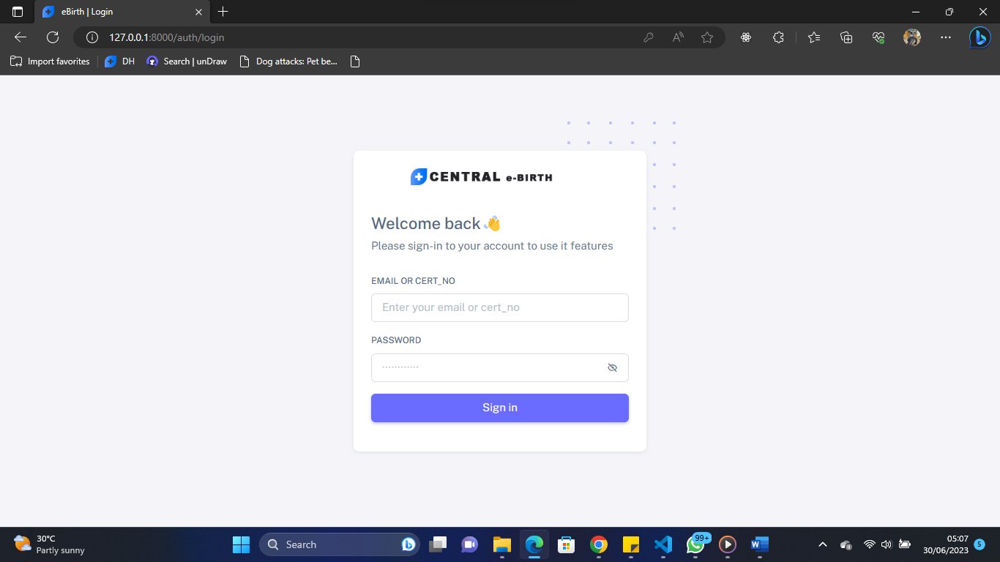 eBirth | Login
127.0.0.1:8000/auth/login
Import favorites
DH
Search | unDraw
Dog attacks: Pet be...
CENTRAL e-BIRTH
Welcome back 👋
Please sign-in to your account to use it features
EMAIL OR CERT_NO
Enter your email or cert_no
PASSWORD
············
Sign in
30°C
Partly sunny
Search
99+
05:07
30/06/2023
5